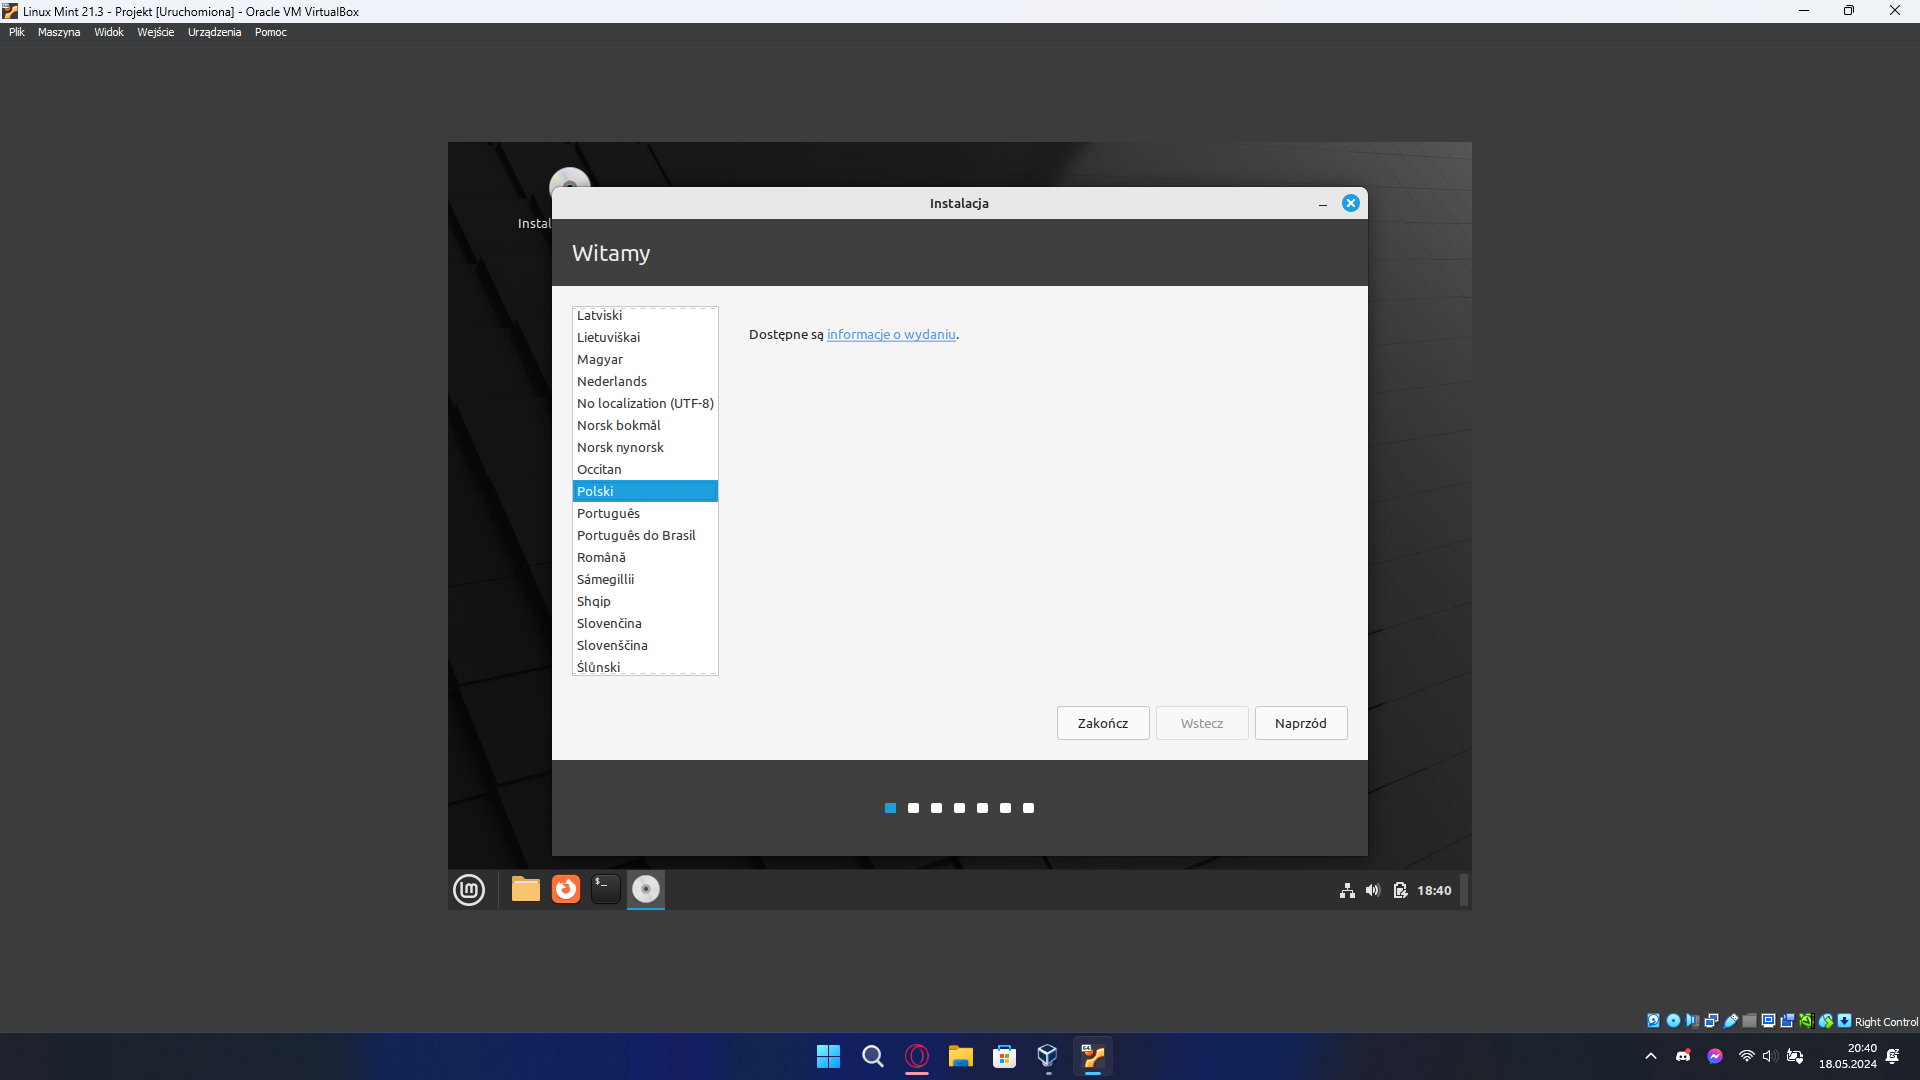 Linux Mint 21.3 - Projekt [Uruchomiona] - Oracle VM VirtualBox
Plik Maszyna Widok Wejście Urządzenia Pomoc
Instal
Instalacja
Witamy
Latviski
Lietuviškai
Magyar
Nederlands
No localization (UTF-8)
Norsk bokmål
Norsk nynorsk
Occitan
Polski
Português
Português do Brasil
Română
Sámegillii
Shqip
Slovenčina
Slovenščina
Ślůnski
Dostępne są informacje o wydaniu.
Zakończ Wstecz Naprzód
18:40
Right Control
20:40
18.05.2024